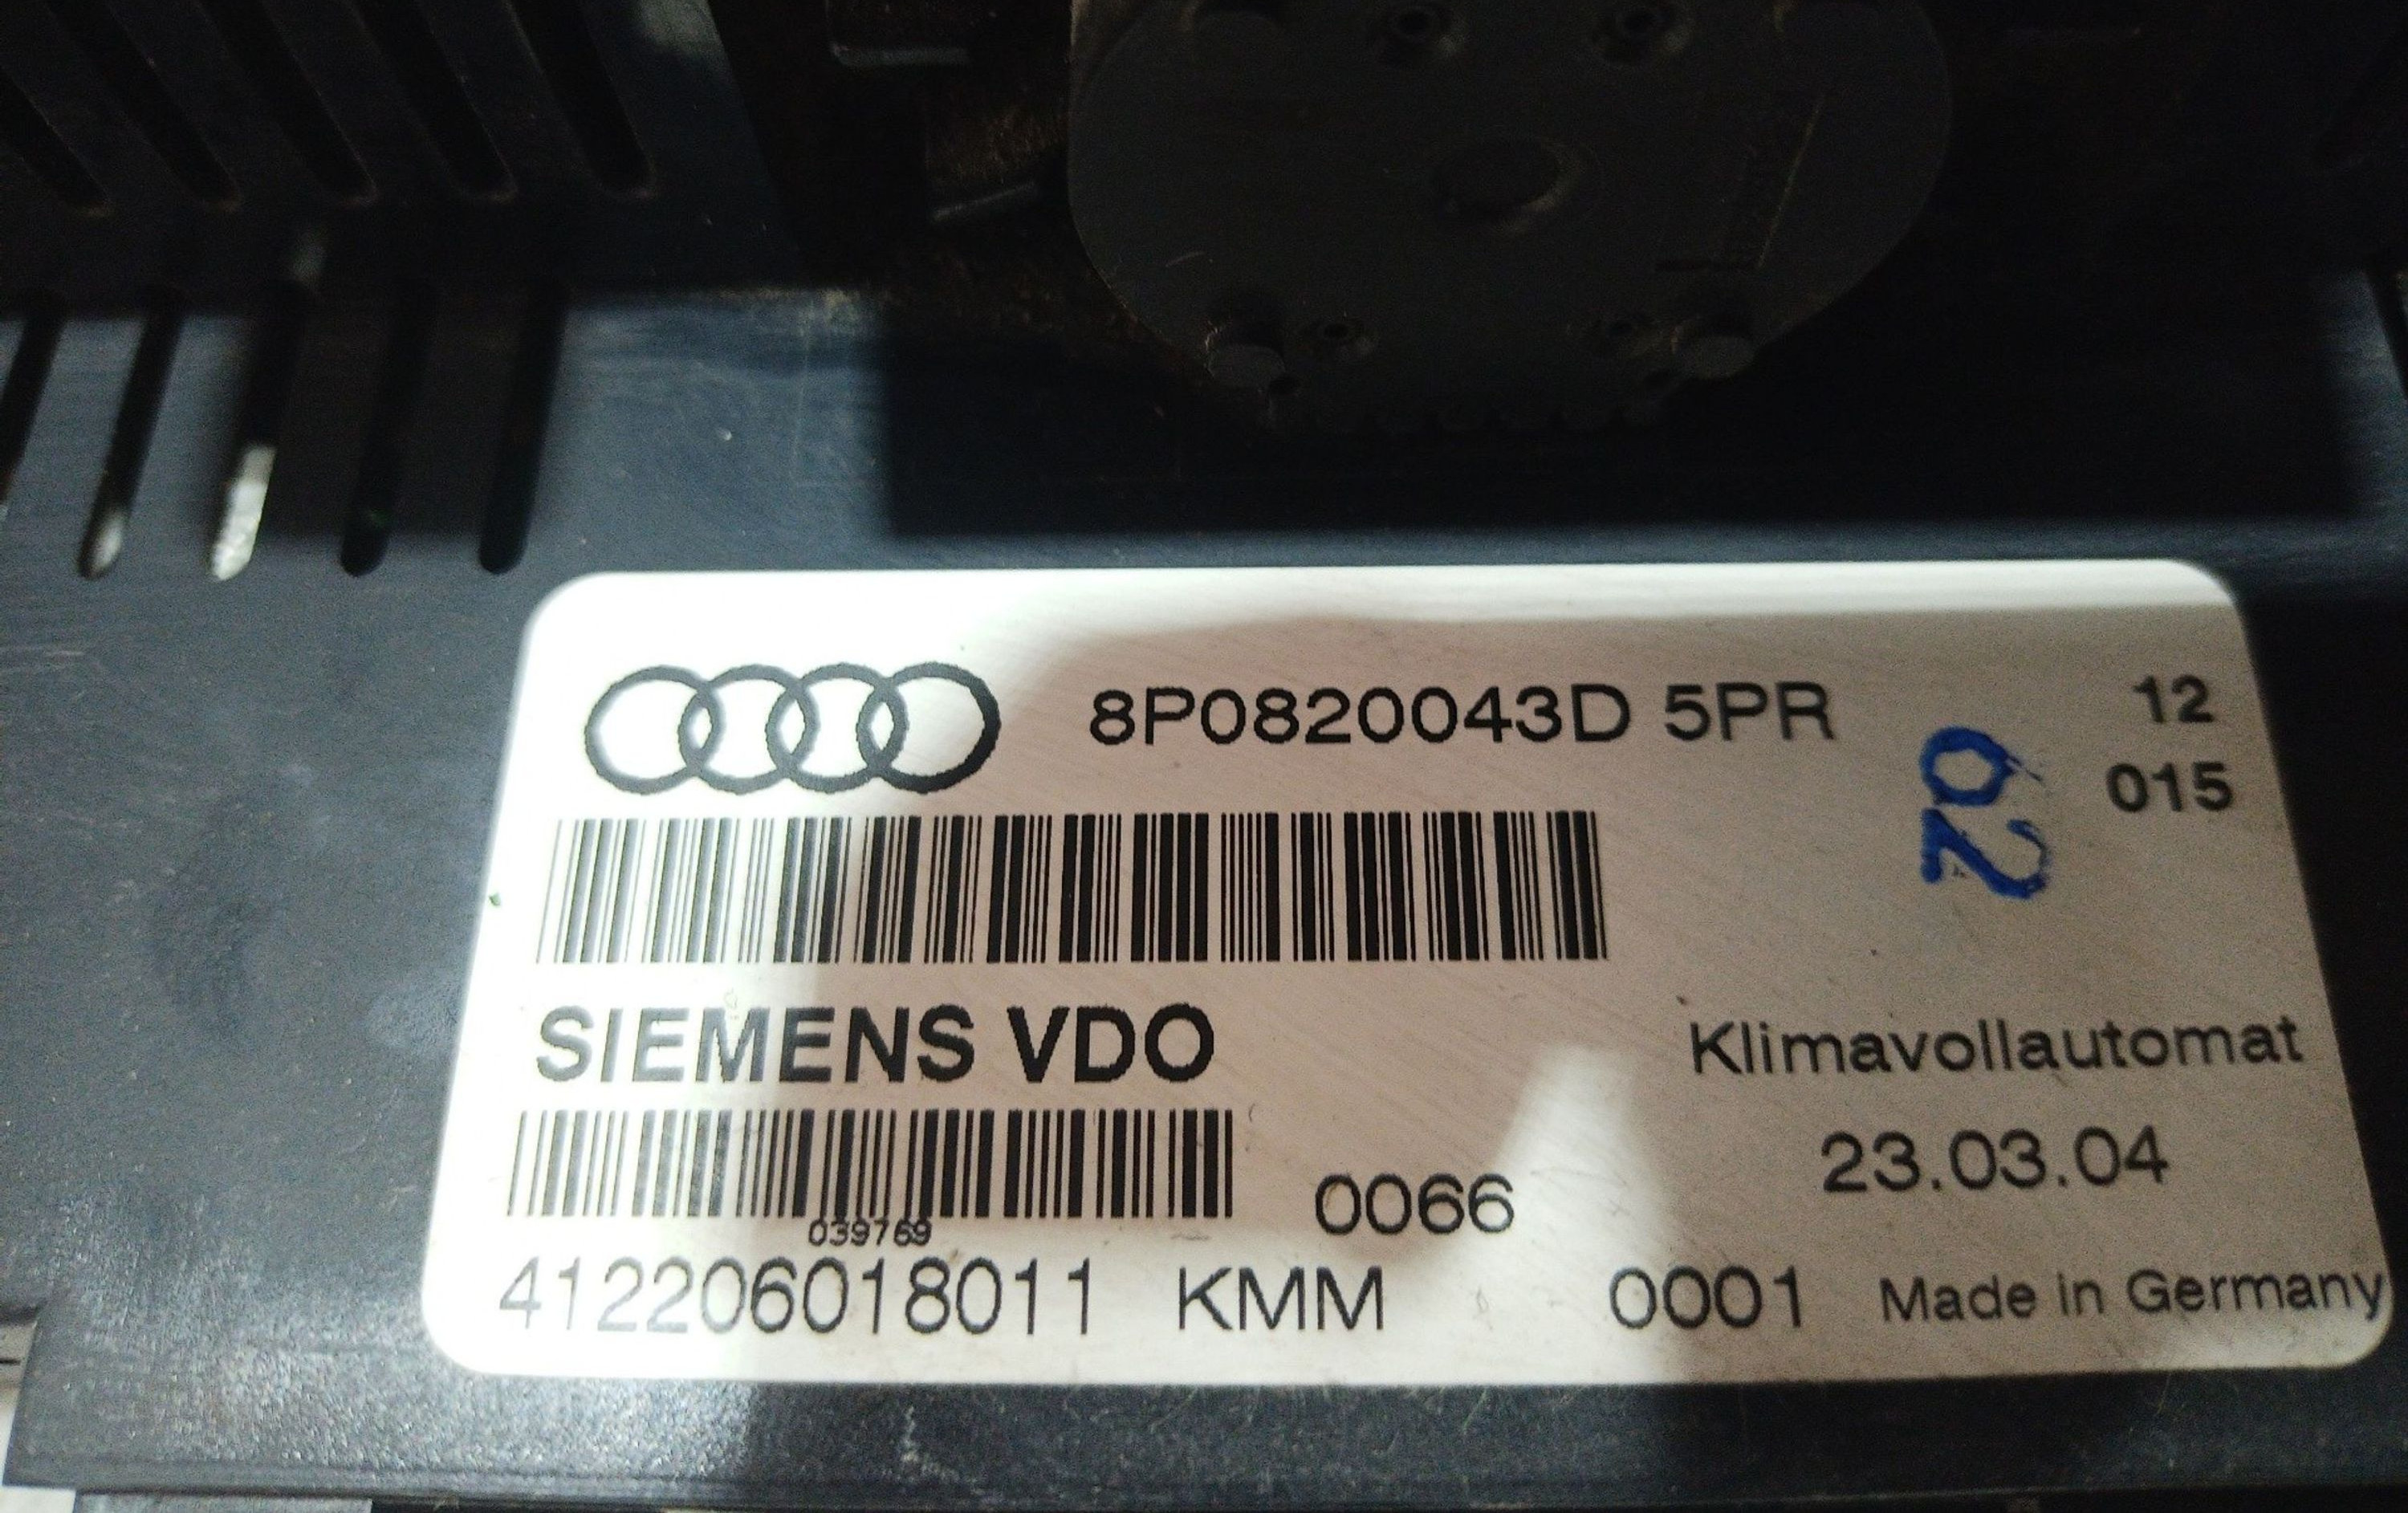 8P0820043D 5PR
12
015
02
SIEMENS VDO
Klimavollautomat
23.03.04
0066
039769
412206018011 KMM 0001 Made in Germany